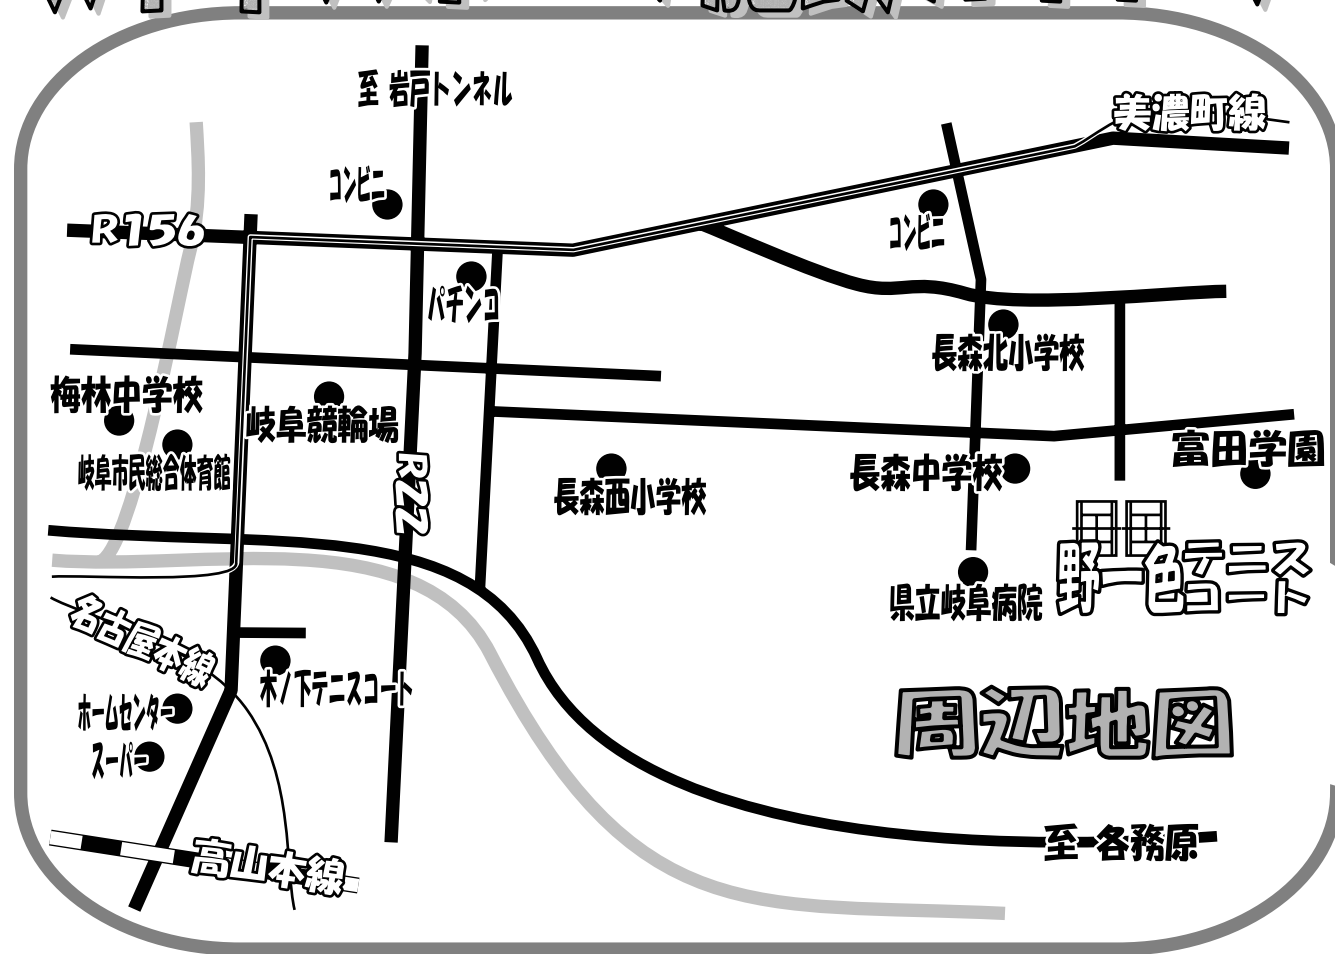 至 岩戸トンネル
美濃町線
コンビニ
R156
コンビニ
パチンコ
長森北小学校
梅林中学校
岐阜競輪場
富田学園
岐阜市民総合体育館
長森中学校
R22
長森西小学校
野一色テニス
コート
県立岐阜病院
名古屋本線
木ノ下テニスコート
ホームセンター
周辺地図
スーパー
至 各務原
高山本線